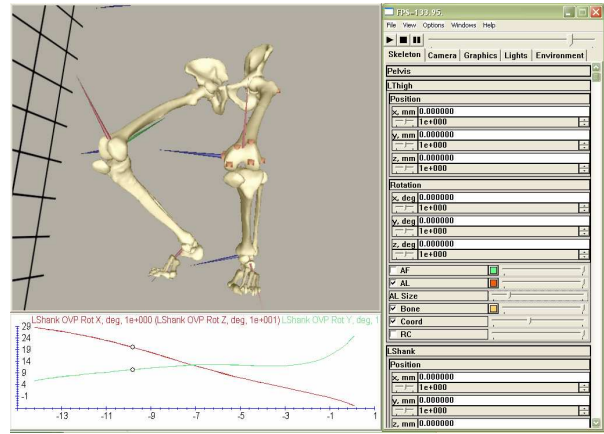 FPS=133.95
File View Options Windows Help
Skeleton Camera Graphics Lights Environment
Pelvis
LThigh
Position
x, mm 0.000000
1e+000
y, mm 0.000000
1e+000
z, mm 0.000000
1e+000
Rotation
x, deg 0.000000
1e+000
y, deg 0.000000
1e+000
z, deg 0.000000
1e+000
AF
AL
AL Size
Bone
Coord
RC
LShank
Position
x, mm 0.000000
1e+000
y, mm 0.000000
1e+000
z, mm 0.000000
LShank OVP Rot X, deg, 1e+000 (LShank OVP Rot Z, deg, 1e+001) LShank OVP Rot Y, deg, 1
29
24
19
14
9
4
-1
-13 -11 -9 -7 -5 -3 -1 1